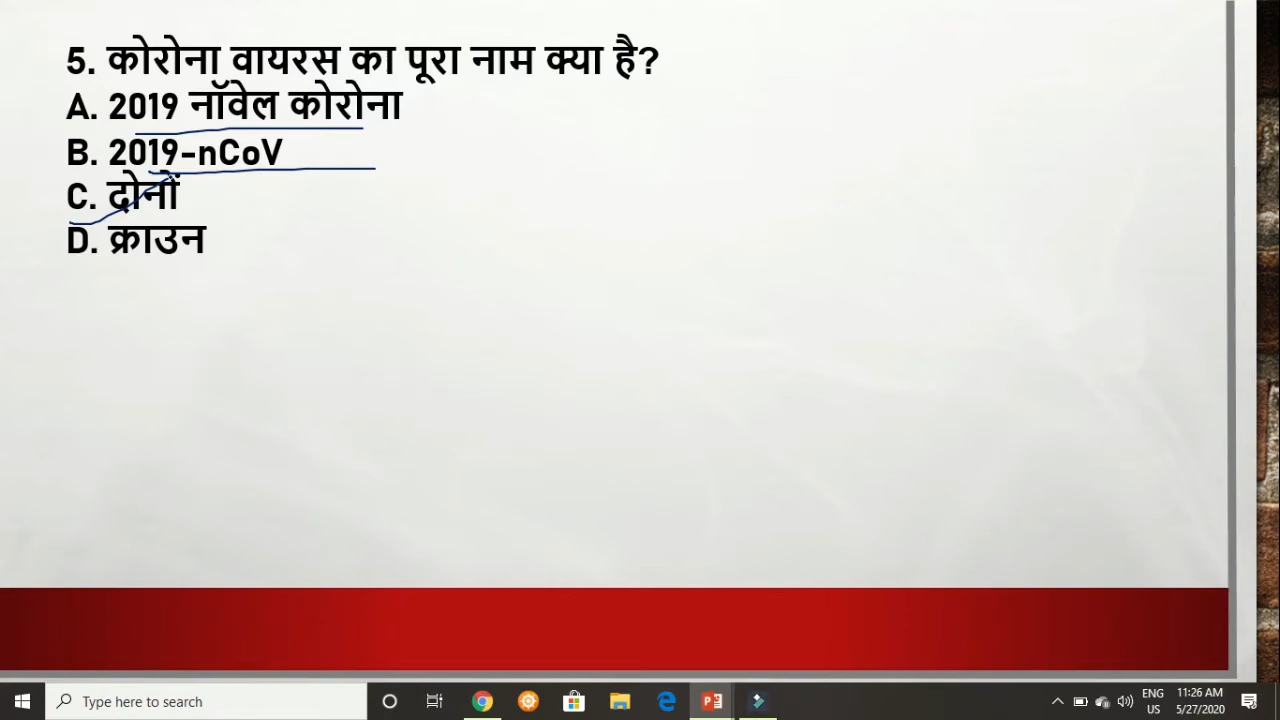 5. कोरोना वायरस का पूरा नाम क्या है?
A. 2019 नॉवेल कोरोना
B. 2019-nCoV
C. दोनों
D. क्राउन
Type here to search
ENG
US
11:26 AM
5/27/2020